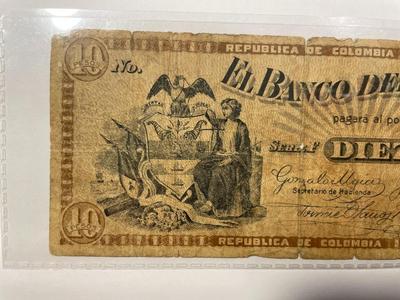 REPUBLICA DE COLOMBIA
10
No.
EL BANCO DE
pagara al po
SERIE F
DIEZ
Secretario de Hacienda
10
REPUBLICA DE COLOMBIA